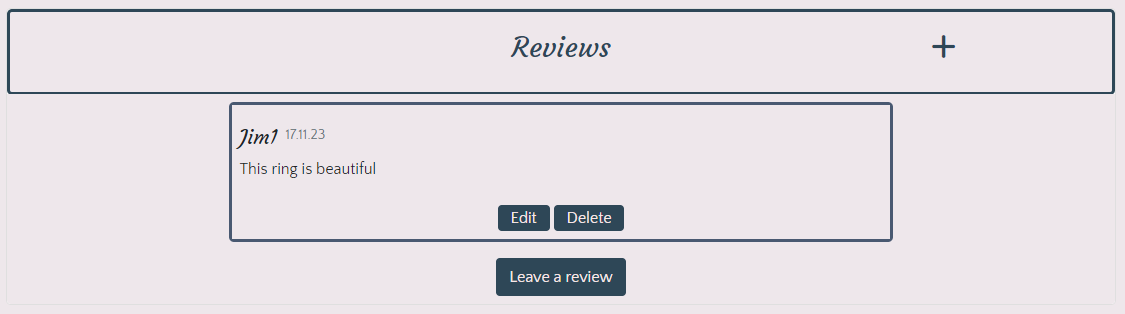 Reviews
Jim1 17.11.23
This ring is beautiful
Edit Delete
Leave a review